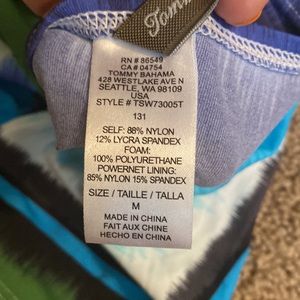 RN # 86549
CA # 04754
TOMMY BAHAMA
428 WESTLAKE AVE N
SEATTLE, WA 98109
USA
STYLE # TSW73005T
131
SELF: 88% NYLON
12% LYCRA SPANDEX
FOAM:
100% POLYURETHANE
POWERNET LINING:
85% NYLON 15% SPANDEX
SIZE / TAILLE / TALLA
M
MADE IN CHINA
FAIT AUX CHINE
HECHO EN CHINA